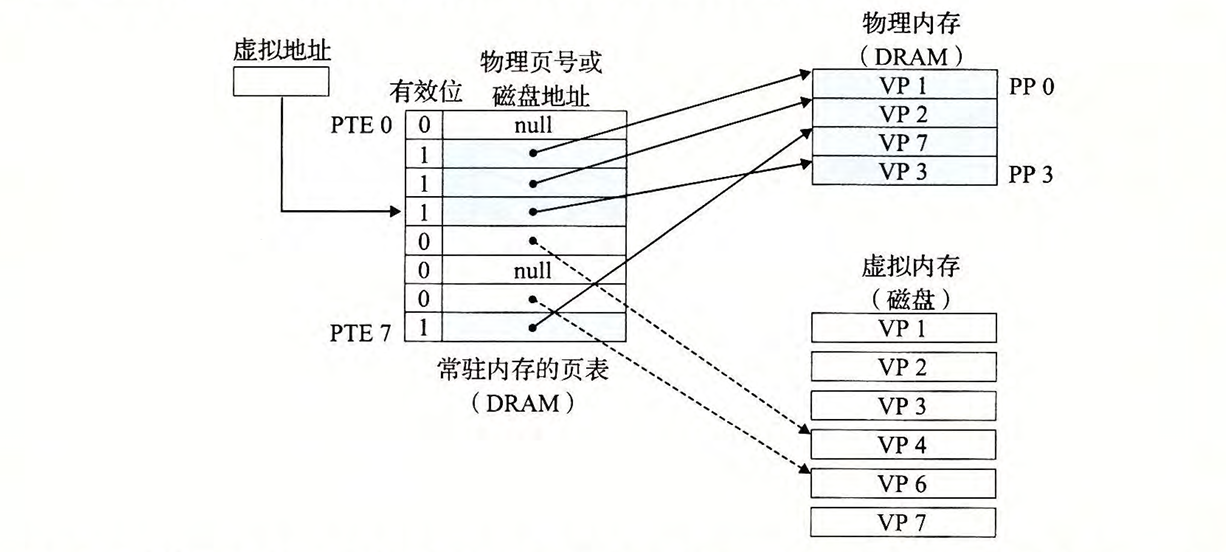 虚拟地址
物理页号或
磁盘地址
有效位
PTE 0
0
null
1
1
1
0
0
null
0
PTE 7
1
常驻内存的页表
（DRAM）
物理内存
（DRAM）
VP 1
PP 0
VP 2
VP 7
VP 3
PP 3
虚拟内存
（磁盘）
VP 1
VP 2
VP 3
VP 4
VP 6
VP 7